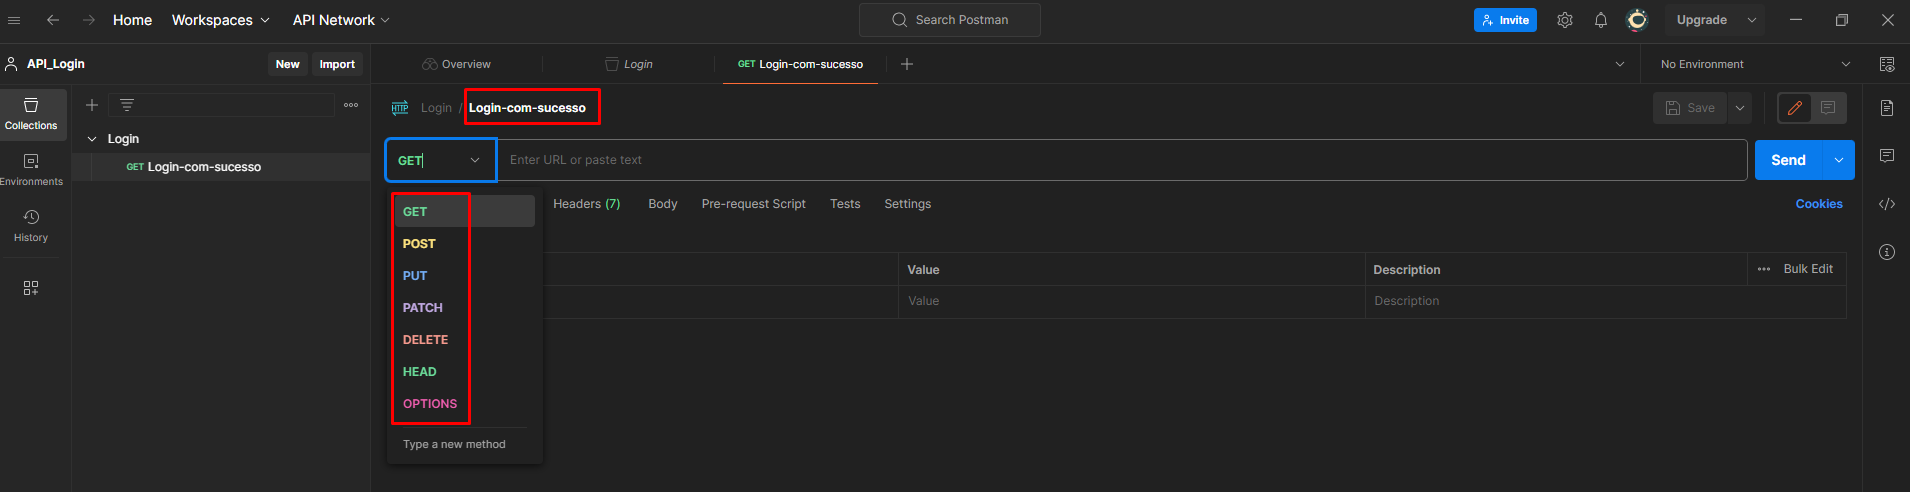 Home Workspaces API Network Search Postman Invite Upgrade
API_Login New Import Overview Login GET Login-com-sucesso No Environment
HTTP Login / Login-com-sucesso Save
Collections
Login
GET Login-com-sucesso
GET Enter URL or paste text Send
Environments
Headers (7) Body Pre-request Script Tests Settings Cookies
History
GET
POST
PUT
PATCH
DELETE
HEAD
OPTIONS
Type a new method
Value Description Bulk Edit
Value Description